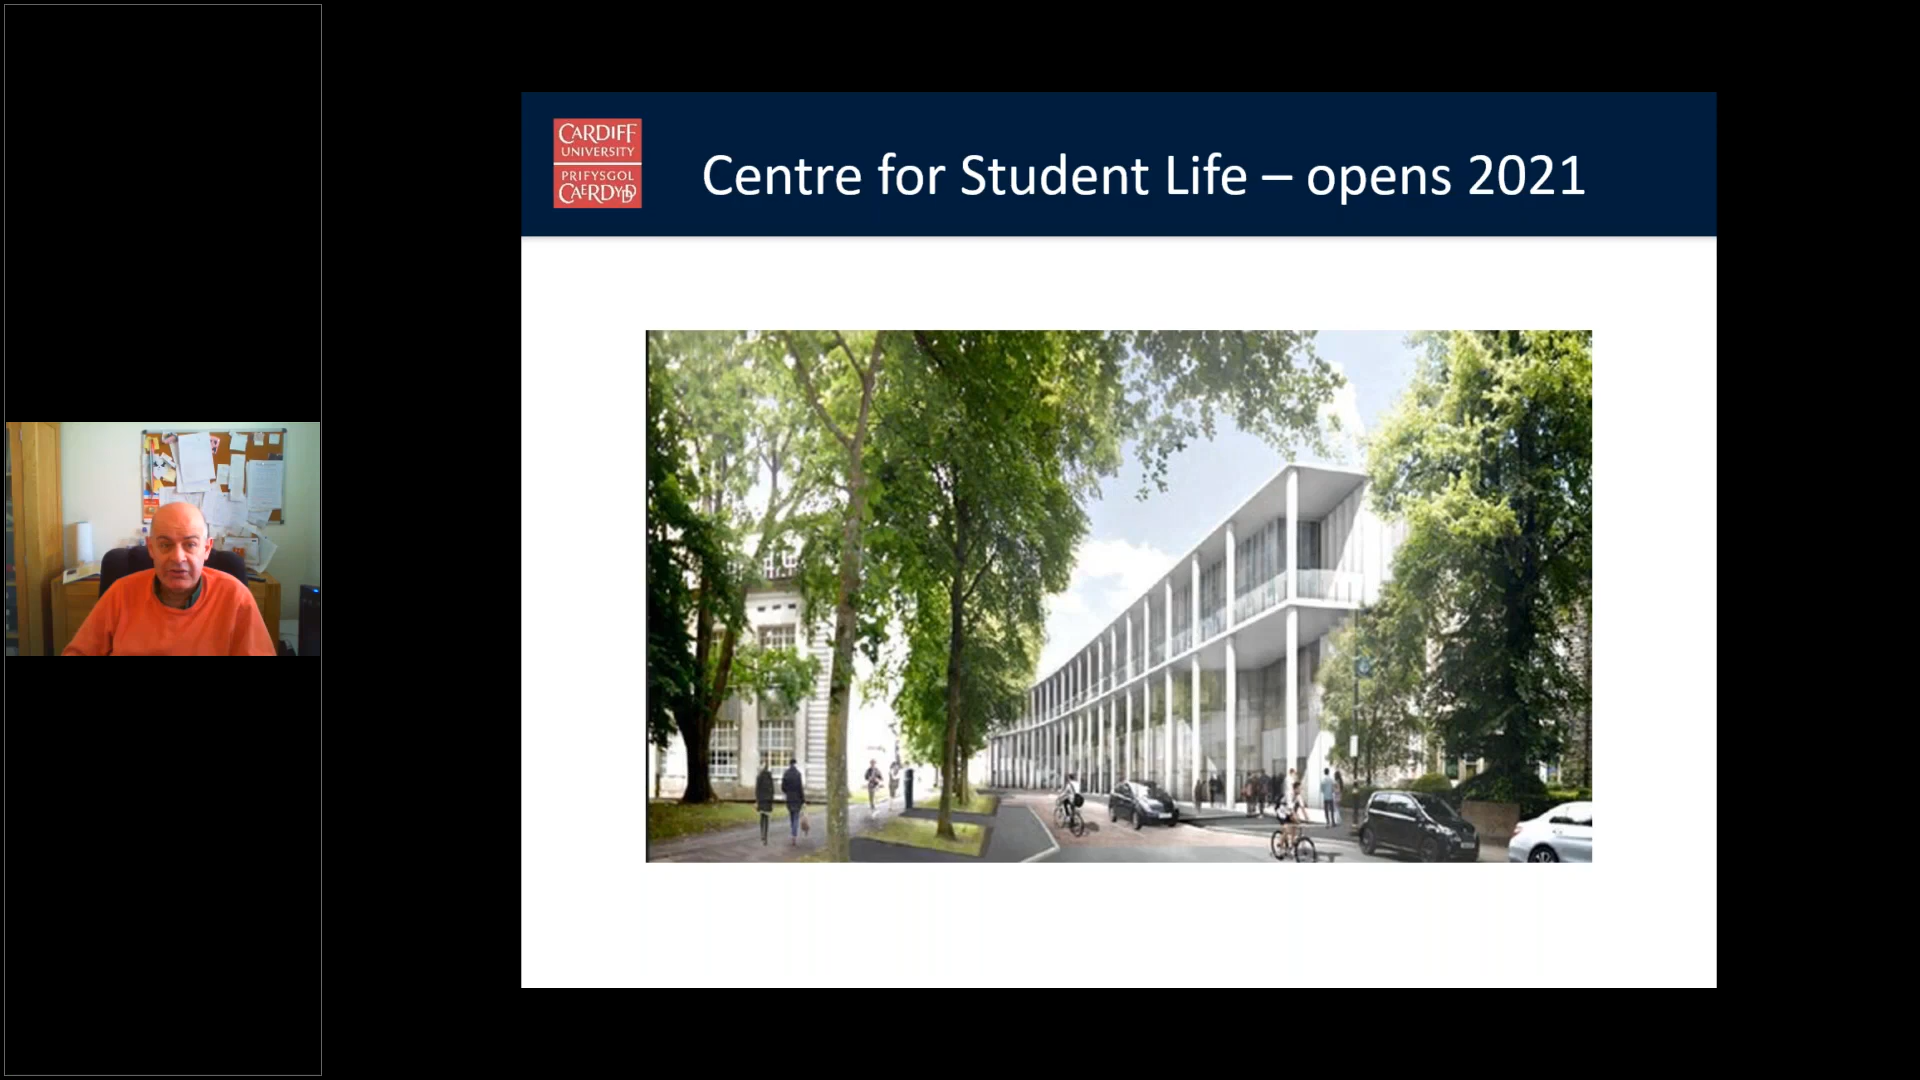 CARDIFF
UNIVERSITY
PRIFYSGOL
CAERDYDD
Centre for Student Life – opens 2021